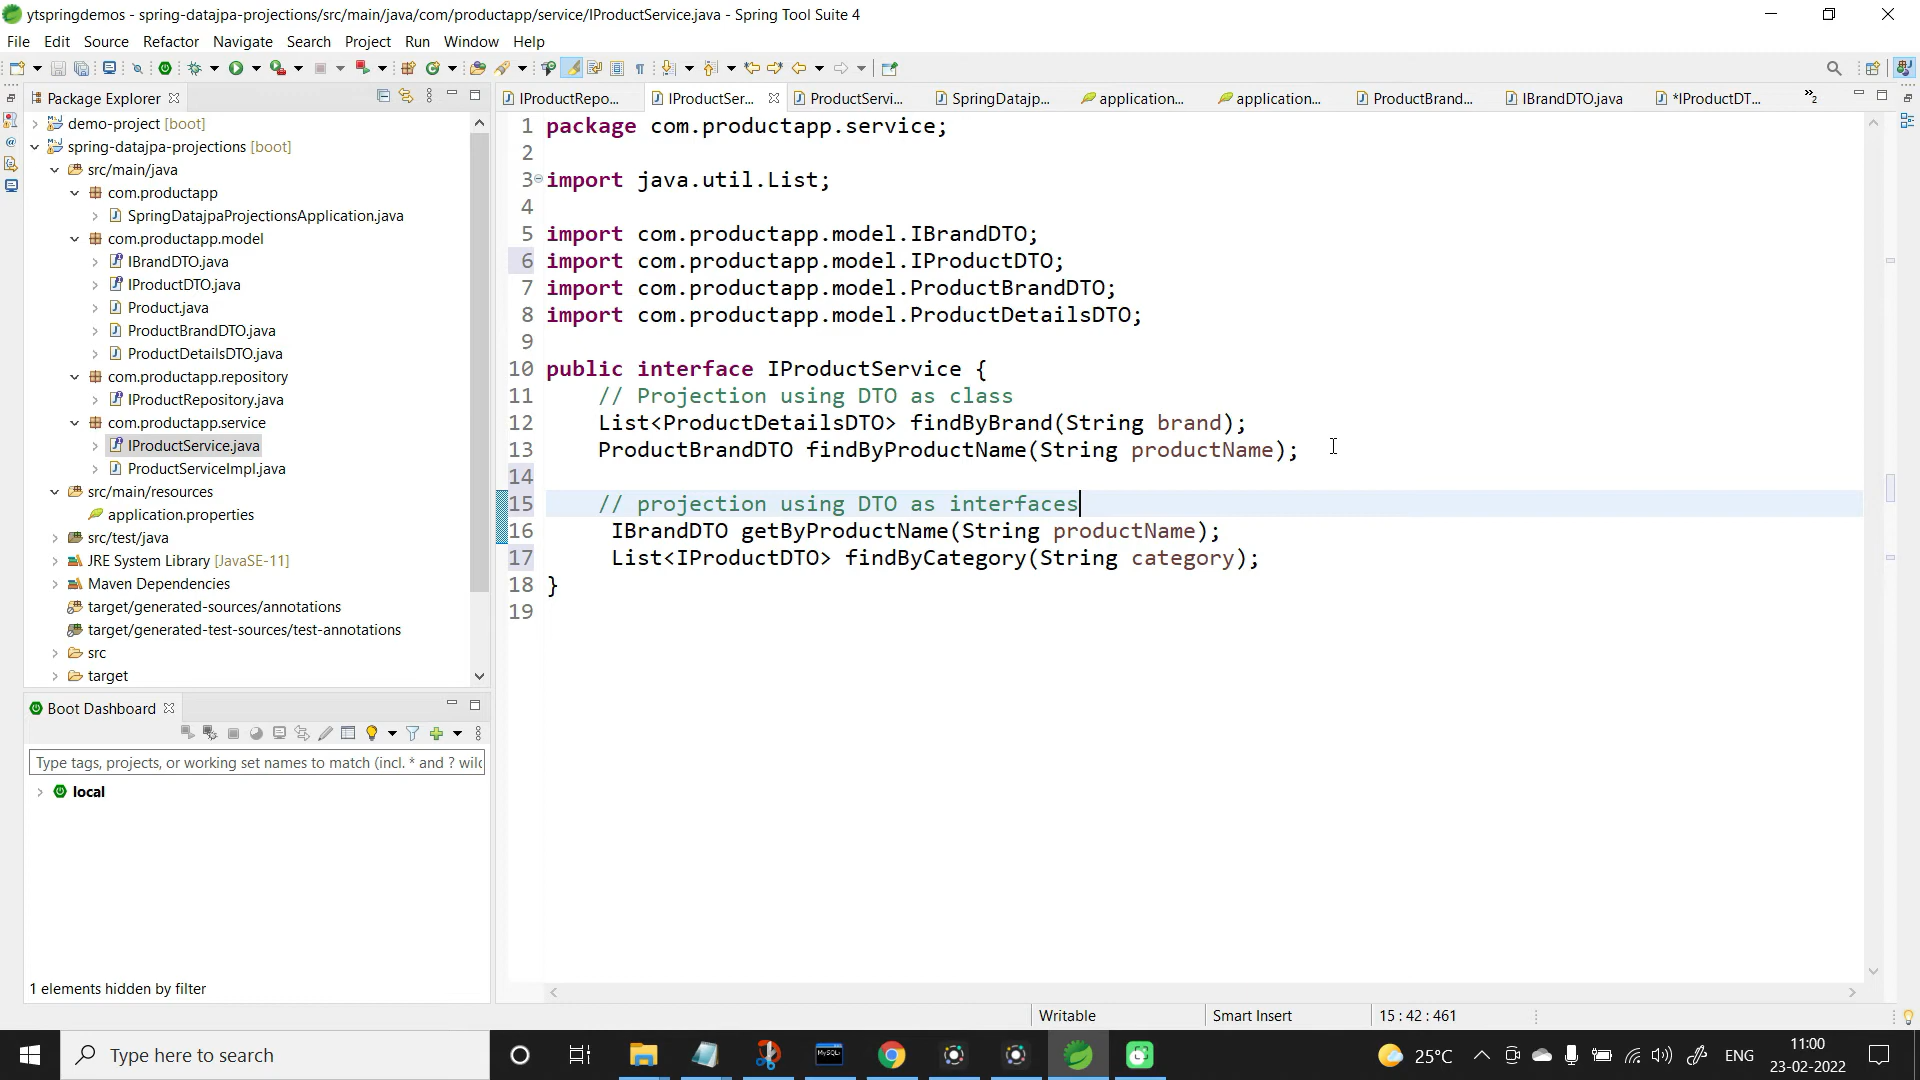 ytspringdemos - spring-datajpa-projections/src/main/java/com/productapp/service/IProductService.java - Spring Tool Suite 4
File Edit Source Refactor Navigate Search Project Run Window Help
Package Explorer
IProductRepo... IProductSer... ProductServi... SpringDatajp... application... application... ProductBrand... IBrandDTO.java *IProductDT... »2
demo-project [boot]
spring-datajpa-projections [boot]
src/main/java
com.productapp
SpringDatajpaProjectionsApplication.java
com.productapp.model
IBrandDTO.java
IProductDTO.java
Product.java
ProductBrandDTO.java
ProductDetailsDTO.java
com.productapp.repository
IProductRepository.java
com.productapp.service
IProductService.java
ProductServiceImpl.java
src/main/resources
application.properties
src/test/java
JRE System Library [JavaSE-11]
Maven Dependencies
target/generated-sources/annotations
target/generated-test-sources/test-annotations
src
target
1 package com.productapp.service;
2
3 import java.util.List;
4
5 import com.productapp.model.IBrandDTO;
6 import com.productapp.model.IProductDTO;
7 import com.productapp.model.ProductBrandDTO;
8 import com.productapp.model.ProductDetailsDTO;
9
10 public interface IProductService {
11 // Projection using DTO as class
12 List<ProductDetailsDTO> findByBrand(String brand);
13 ProductBrandDTO findByProductName(String productName);
14
15 // projection using DTO as interfaces
16 IBrandDTO getByProductName(String productName);
17 List<IProductDTO> findByCategory(String category);
18 }
19
Boot Dashboard
Type tags, projects, or working set names to match (incl. * and ? wil
local
1 elements hidden by filter
Writable Smart Insert 15 : 42 : 461
Type here to search
MySQL
25°C ENG
11:00
23-02-2022